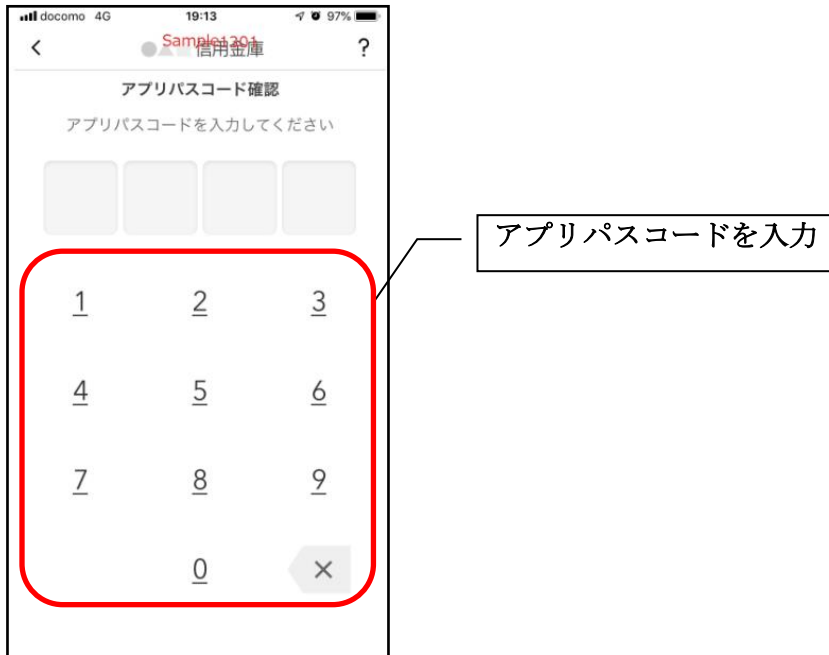 docomo 4G 19:13 97%
Sample1301
●▲■信用金庫 ?
アプリパスコード確認
アプリパスコードを入力してください
アプリパスコードを入力
1 2 3
4 5 6
7 8 9
0 ×